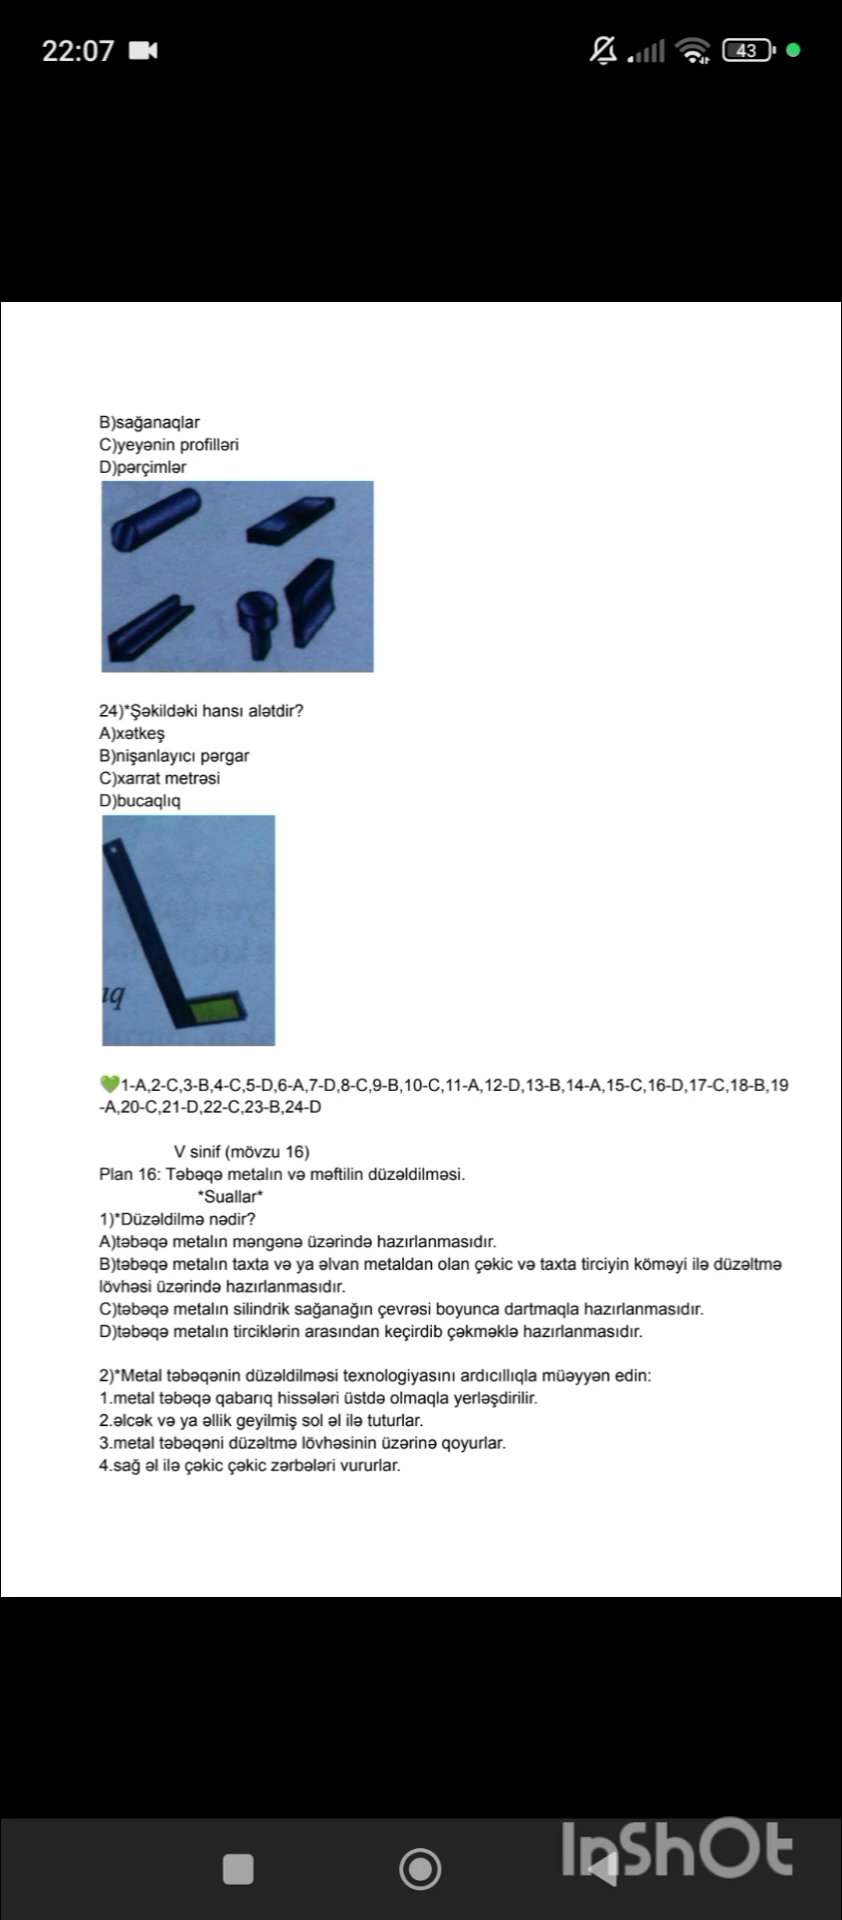 22:07
43
B)sağanaqlar
C)yeyənin profilləri
D)pərçimlər
24)*Şəkildəki hansı alətdir?
A)xətkeş
B)nişanlayıcı pərgar
C)xarrat metrəsi
D)bucaqlıq
ıq
💚1-A,2-C,3-B,4-C,5-D,6-A,7-D,8-C,9-B,10-C,11-A,12-D,13-B,14-A,15-C,16-D,17-C,18-B,19
-A,20-C,21-D,22-C,23-B,24-D
V sinif (mövzu 16)
Plan 16: Təbəqə metalın və məftilin düzəldilməsi.
*Suallar*
1)*Düzəldilmə nədir?
A)təbəqə metalın məngənə üzərində hazırlanmasıdır.
B)təbəqə metalın taxta və ya əlvan metaldan olan çəkic və taxta tirciyin köməyi ilə düzəltmə
lövhəsi üzərində hazırlanmasıdır.
C)təbəqə metalın silindrik sağanağın çevrəsi boyunca dartmaqla hazırlanmasıdır.
D)təbəqə metalın tirciklərin arasından keçirdib çəkməklə hazırlanmasıdır.
2)*Metal təbəqənin düzəldilməsi texnologiyasını ardıcıllıqla müəyyən edin:
1.metal təbəqə qabarıq hissələri üstdə olmaqla yerləşdirilir.
2.əlcək və ya əllik geyilmiş sol əl ilə tuturlar.
3.metal təbəqəni düzəltmə lövhəsinin üzərinə qoyurlar.
4.sağ əl ilə çəkic çəkic zərbələri vururlar.
InShOt